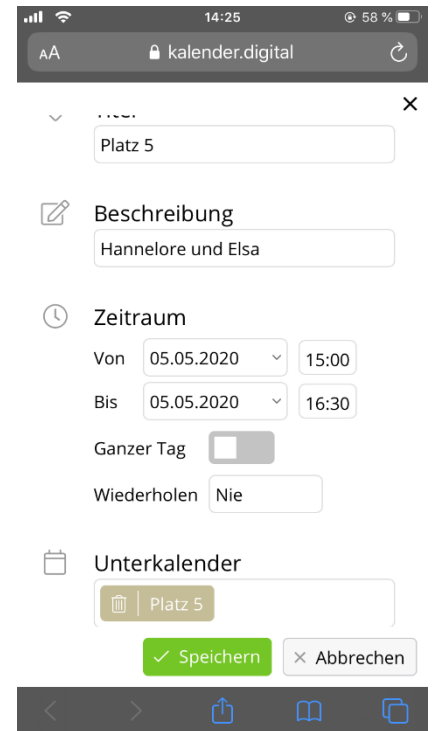 14:25
58 %
AA kalender.digital
Titel
Platz 5
Beschreibung
Hannelore und Elsa
Zeitraum
Von 05.05.2020 15:00
Bis 05.05.2020 16:30
Ganzer Tag
Wiederholen Nie
Unterkalender
Platz 5
Speichern Abbrechen